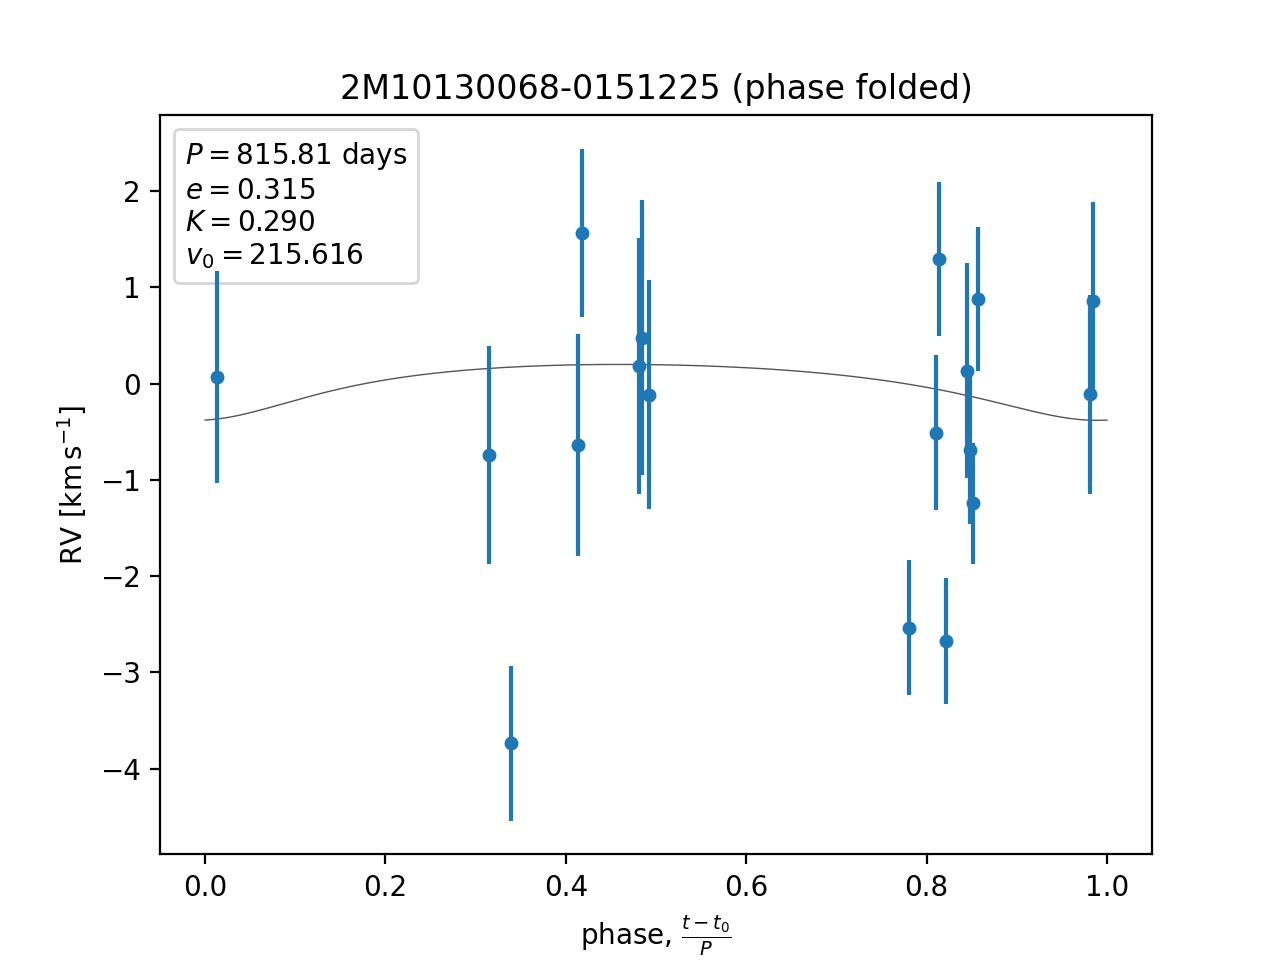 2M10130068-0151225 (phase folded)
P = 815.81 days
e = 0.315
K = 0.290
v₀ = 215.616
2
1
0
−1
−2
−3
−4
RV [km s⁻¹]
0.0 0.2 0.4 0.6 0.8 1.0
phase, (t − t₀)/P